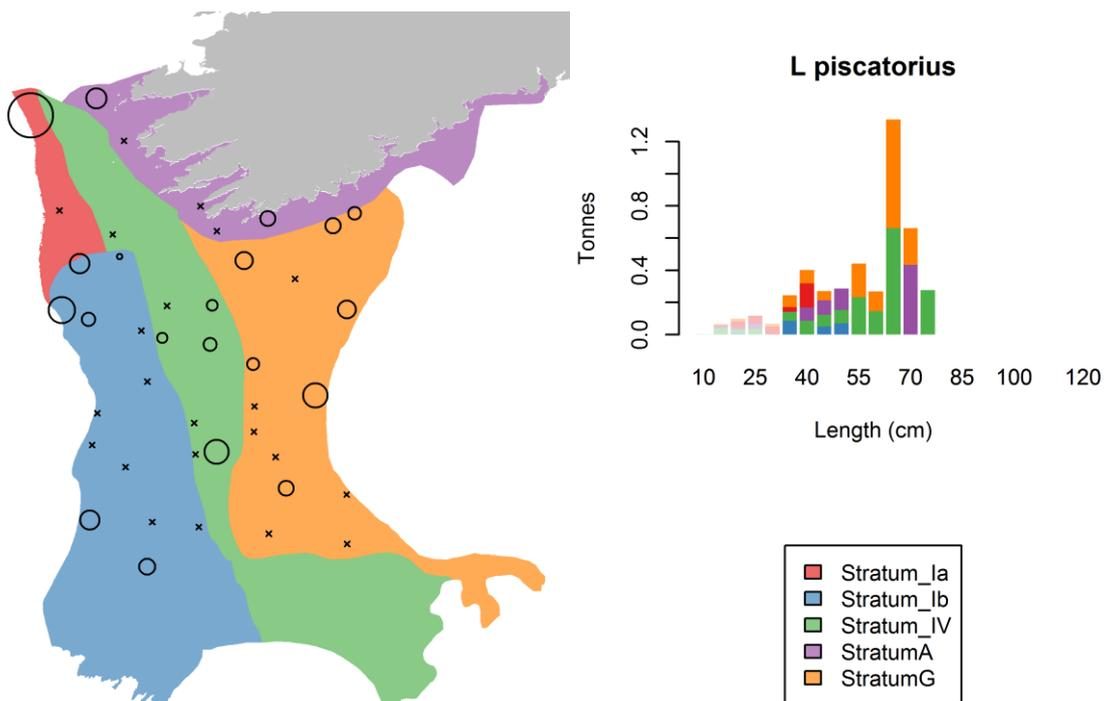 L piscatorius
Tonnes
0.0 0.4 0.8 1.2
10 25 40 55 70 85 100 120
Length (cm)
Stratum_Ia
Stratum_Ib
Stratum_IV
StratumA
StratumG